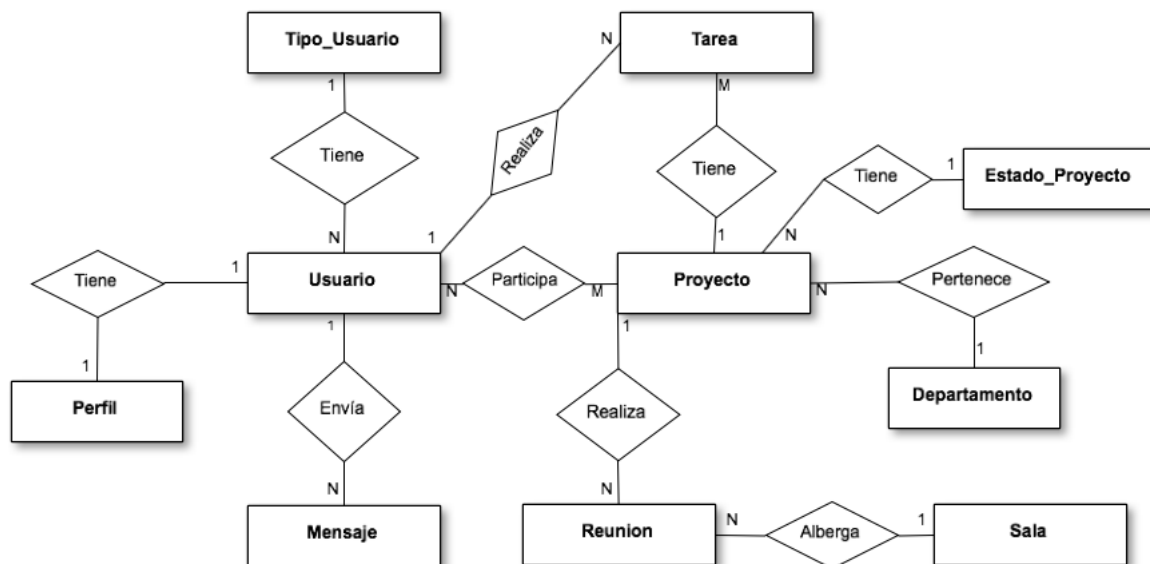 Tipo_Usuario
N
Tarea
1
M
Realiza
Tiene
Tiene
Tiene
1
Estado_Proyecto
N
1
1
N
Tiene
1
Usuario
N
Participa
M
Proyecto
N
Pertenece
1
1
1
1
Perfil
Envía
Realiza
Departamento
N
N
Mensaje
Reunion
N
Alberga
1
Sala